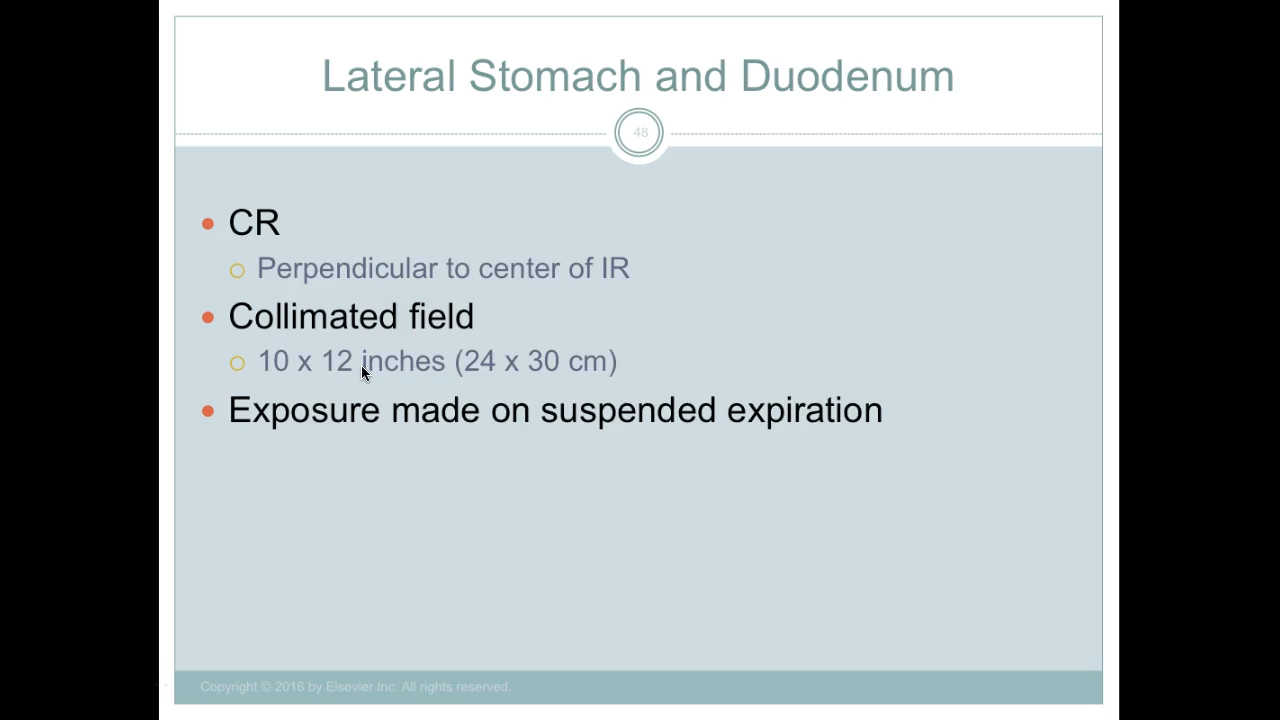 Lateral Stomach and Duodenum
48
CR
Perpendicular to center of IR
Collimated field
10 x 12 inches (24 x 30 cm)
Exposure made on suspended expiration
Copyright © 2016 by Elsevier Inc. All rights reserved.